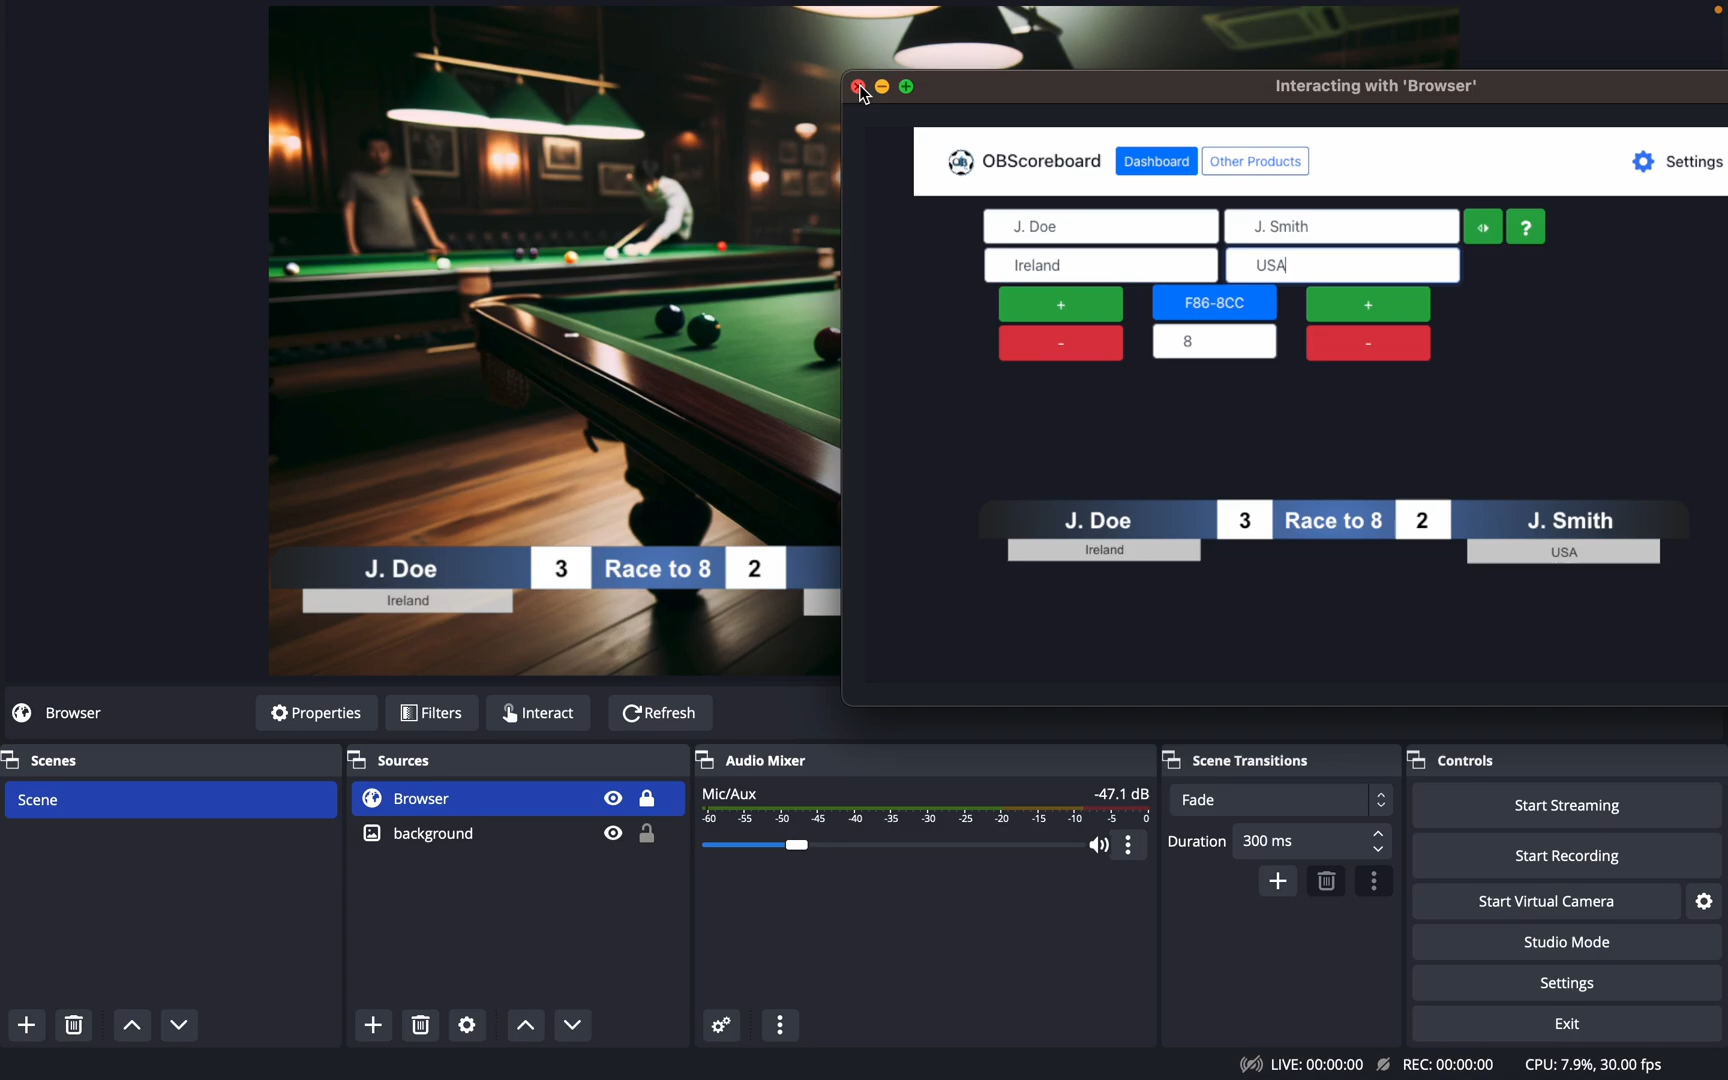 Interacting with 'Browser'
OBScoreboard Dashboard Other Products Settings
J. Doe J. Smith ?
Ireland USA
+ F86-8CC +
- 8 -
J. Doe 3 Race to 8 2 J. Smith
Ireland USA
J. Doe 3 Race to 8 2
Ireland
Browser Properties Filters Interact Refresh
Scenes
Scene
Sources
Browser
background
Audio Mixer
Mic/Aux -47.1 dB
-60 -55 -50 -45 -40 -35 -30 -25 -20 -15 -10 -5 0
Scene Transitions
Fade
Duration 300 ms
Controls
Start Streaming
Start Recording
Start Virtual Camera
Studio Mode
Settings
Exit
LIVE: 00:00:00 REC: 00:00:00 CPU: 7.9%, 30.00 fps